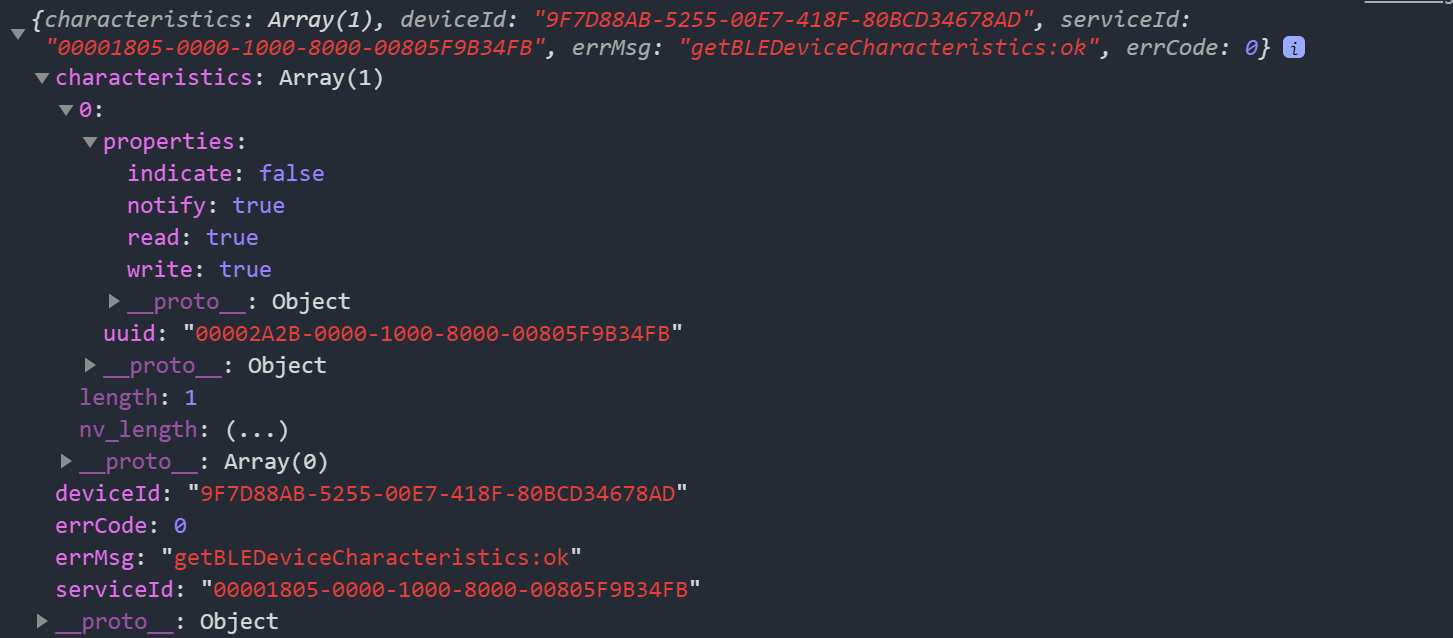 {characteristics: Array(1), deviceId: "9F7D88AB-5255-00E7-418F-80BCD34678AD", serviceId:
"00001805-0000-1000-8000-00805F9B34FB", errMsg: "getBLEDeviceCharacteristics:ok", errCode: 0} i
characteristics: Array(1)
0:
properties:
indicate: false
notify: true
read: true
write: true
__proto__: Object
uuid: "00002A2B-0000-1000-8000-00805F9B34FB"
__proto__: Object
length: 1
nv_length: (...)
__proto__: Array(0)
deviceId: "9F7D88AB-5255-00E7-418F-80BCD34678AD"
errCode: 0
errMsg: "getBLEDeviceCharacteristics:ok"
serviceId: "00001805-0000-1000-8000-00805F9B34FB"
__proto__: Object